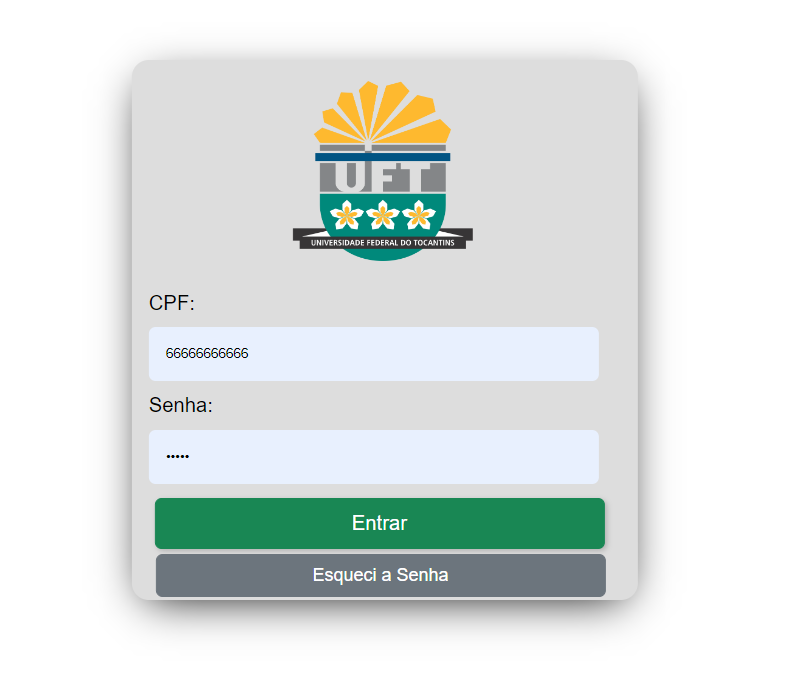 UFT
UNIVERSIDADE FEDERAL DO TOCANTINS
CPF:
66666666666
Senha:
•••••
Entrar
Esqueci a Senha